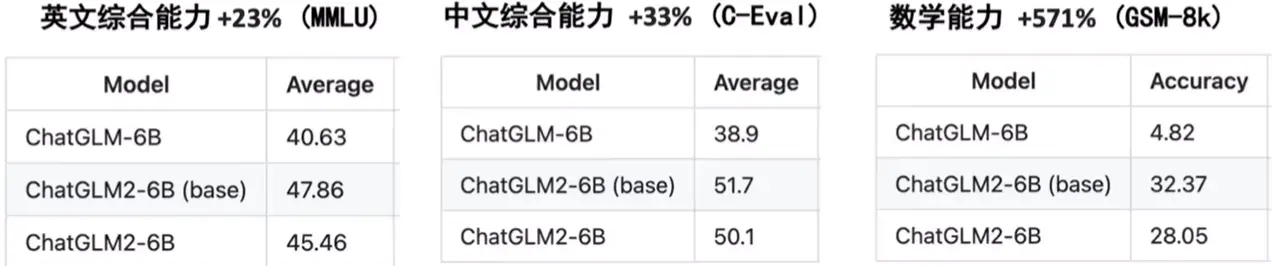 英文综合能力 +23% (MMLU)
Model Average
ChatGLM-6B 40.63
ChatGLM2-6B (base) 47.86
ChatGLM2-6B 45.46
中文综合能力 +33% (C-Eval)
Model Average
ChatGLM-6B 38.9
ChatGLM2-6B (base) 51.7
ChatGLM2-6B 50.1
数学能力 +571% (GSM-8k)
Model Accuracy
ChatGLM-6B 4.82
ChatGLM2-6B (base) 32.37
ChatGLM2-6B 28.05